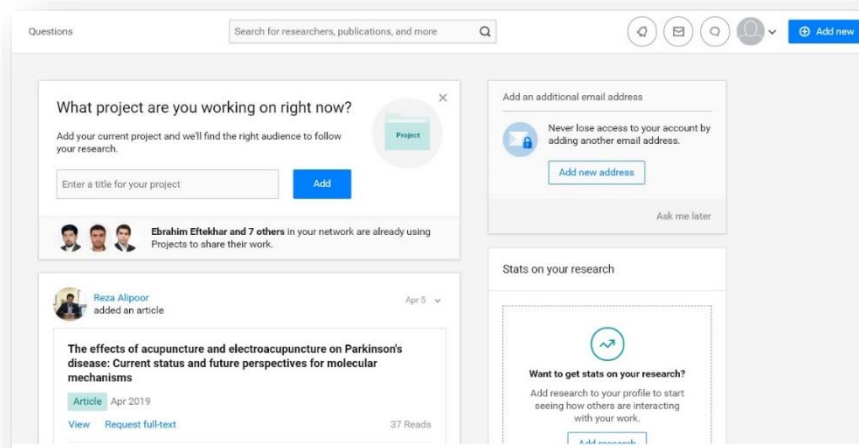 Questions
Search for researchers, publications, and more
Add new
What project are you working on right now?
Add your current project and we'll find the right audience to follow
your research.
Project
Enter a title for your project
Add
Ebrahim Eftekhar and 7 others in your network are already using
Projects to share their work.
Reza Alipoor
added an article
Apr 5
The effects of acupuncture and electroacupuncture on Parkinson's
disease: Current status and future perspectives for molecular
mechanisms
Article Apr 2019
View Request full-text
37 Reads
Add an additional email address
Never lose access to your account by
adding another email address.
Add new address
Ask me later
Stats on your research
Want to get stats on your research?
Add research to your profile to start
seeing how others are interacting
with your work.
Add research